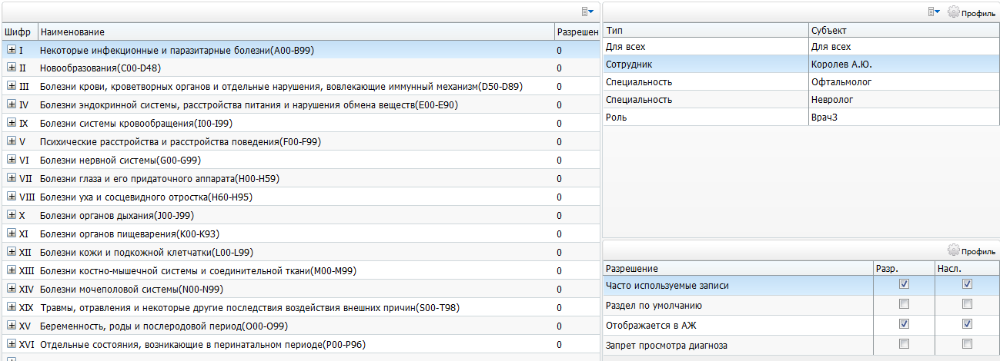 Шифр Наименование Разрешен
I Некоторые инфекционные и паразитарные болезни(A00-B99) 0
II Новообразования(C00-D48) 0
III Болезни крови, кроветворных органов и отдельные нарушения, вовлекающие иммунный механизм(D50-D89) 0
IV Болезни эндокринной системы, расстройства питания и нарушения обмена веществ(E00-E90) 0
IX Болезни системы кровообращения(I00-I99) 0
V Психические расстройства и расстройства поведения(F00-F99) 0
VI Болезни нервной системы(G00-G99) 0
VII Болезни глаза и его придаточного аппарата(H00-H59) 0
VIII Болезни уха и сосцевидного отростка(H60-H95) 0
X Болезни органов дыхания(J00-J99) 0
XI Болезни органов пищеварения(K00-K93) 0
XII Болезни кожи и подкожной клетчатки(L00-L99) 0
XIII Болезни костно-мышечной системы и соединительной ткани(M00-M99) 0
XIV Болезни мочеполовой системы(N00-N99) 0
XIX Травмы, отравления и некоторые другие последствия воздействия внешних причин(S00-T98) 0
XV Беременность, роды и послеродовой период(O00-O99) 0
XVI Отдельные состояния, возникающие в перинатальном периоде(P00-P96) 0
Профиль
Тип Субъект
Для всех Для всех
Сотрудник Королев А.Ю.
Специальность Офтальмолог
Специальность Невролог
Роль Врач3
Профиль
Разрешение Разр. Насл.
Часто используемые записи
Раздел по умолчанию
Отображается в АЖ
Запрет просмотра диагноза